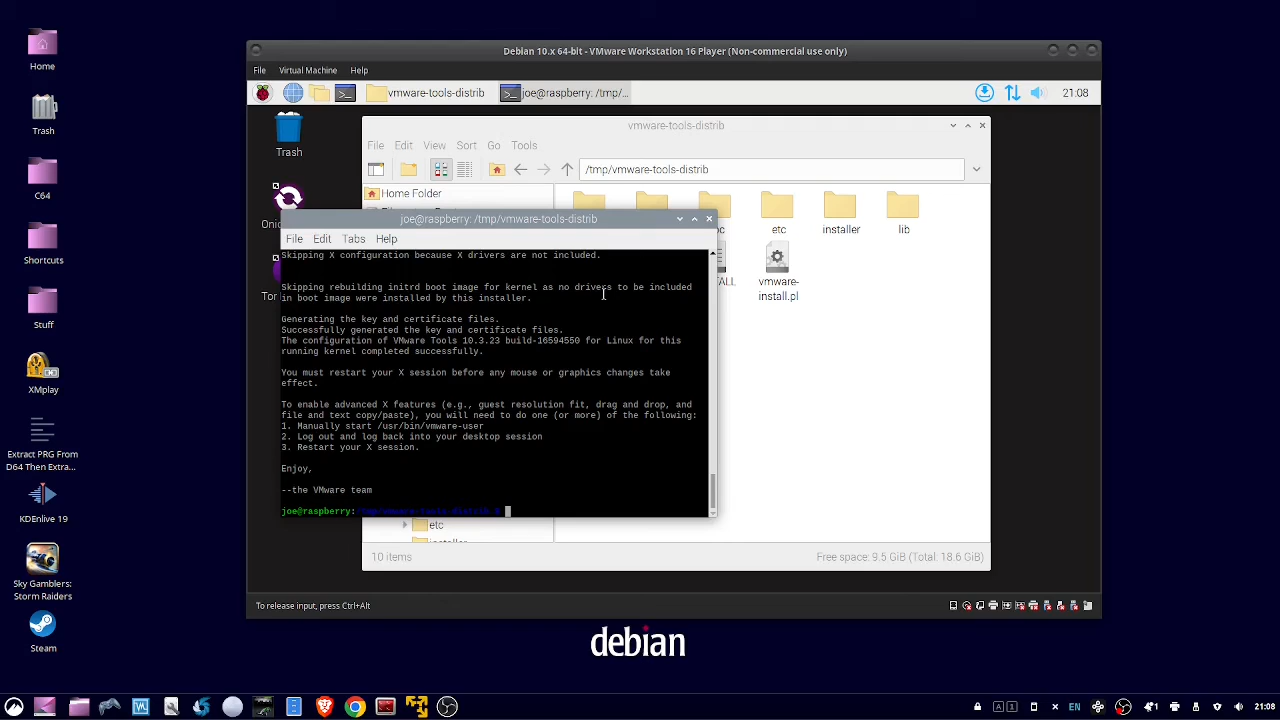 Debian 10.x 64-bit - VMware Workstation 16 Player (Non-commercial use only)
File Virtual Machine Help
vmware-tools-distrib
joe@raspberry: /tmp/...
21:08
Home
Trash
C64
Shortcuts
Stuff
XMplay
Extract PRG From
D64 Then Extra...
KDEnlive 19
Sky Gamblers:
Storm Raiders
Steam
Trash
Onio
Tor
vmware-tools-distrib
File Edit View Sort Go Tools
/tmp/vmware-tools-distrib
Home Folder
etc
installer
lib
vmware-
install.pl
joe@raspberry: /tmp/vmware-tools-distrib
File Edit Tabs Help
Skipping X configuration because X drivers are not included.
Skipping rebuilding initrd boot image for kernel as no drivers to be included
in boot image were installed by this installer.
Generating the key and certificate files.
Successfully generated the key and certificate files.
The configuration of VMware Tools 10.3.23 build-16594550 for Linux for this
running kernel completed successfully.
You must restart your X session before any mouse or graphics changes take
effect.
To enable advanced X features (e.g., guest resolution fit, drag and drop, and
file and text copy/paste), you will need to do one (or more) of the following:
1. Manually start /usr/bin/vmware-user
2. Log out and log back into your desktop session
3. Restart your X session.
Enjoy,
--the VMware team
joe@raspberry:/tmp/vmware-tools-distrib $
etc
10 items
Free space: 9.5 GiB (Total: 18.6 GiB)
To release input, press Ctrl+Alt
debian
A 1
EN
1
21:08